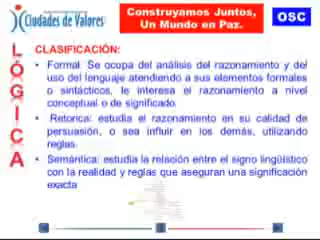 Ciudades de Valores
Construyamos Juntos,
Un Mundo en Paz.
OSC
LÓGICA
CLASIFICACIÓN:
• Formal: Se ocupa del análisis del razonamiento y del
uso del lenguaje atendiendo a sus elementos formales
o sintácticos, le interesa el razonamiento a nivel
conceptual o de significado.
• Retorica: estudia el razonamiento en su calidad de
persuasión, o sea influir en los demás, utilizando
reglas.
• Semántica: estudia la relación entre el signo lingüístico
con la realidad y reglas que aseguran una significación
exacta